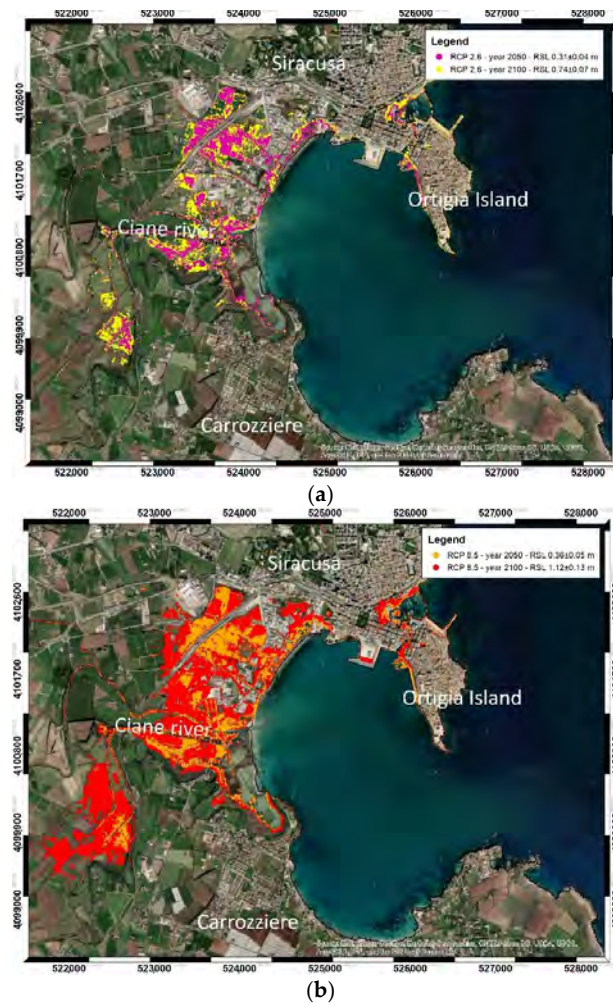 522000 523000 524000 525000 526000 527000 528000
Legend
RCP 2.6 - year 2050 - RSL 0.31±0.04 m
RCP 2.6 - year 2100 - RSL 0.74±0.07 m
Siracusa
4102600
4101700
Ortigia Island
Ciane river
4100800
4099900
Carrozziere
4099000
522000 523000 524000 525000 526000 527000 528000
(a)
522000 523000 524000 525000 526000 527000 528000
Legend
RCP 8.5 - year 2050 - RSL 0.36±0.05 m
RCP 8.5 - year 2100 - RSL 1.12±0.13 m
Siracusa
4102600
4101700
Ortigia Island
Ciane river
4100800
4099900
Carrozziere
4099000
522000 523000 524000 525000 526000 527000 528000
(b)